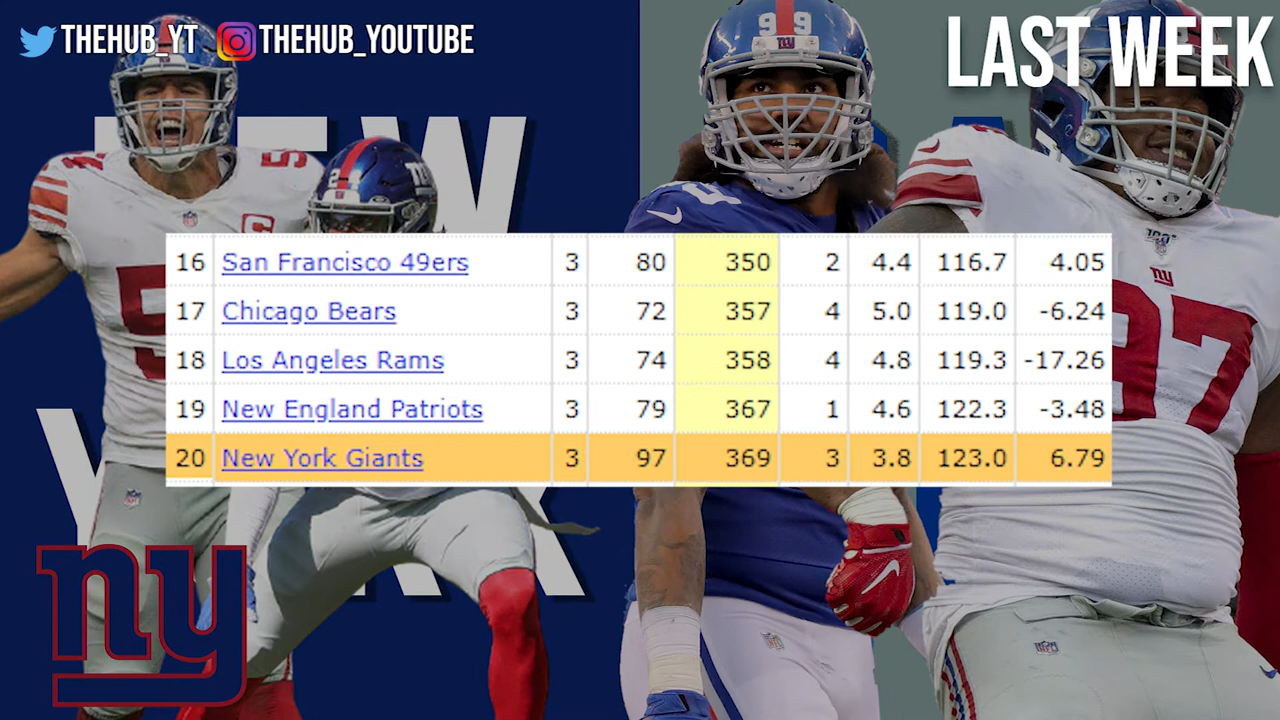 THEHUB_YT THEHUB_YOUTUBE
LAST WEEK
99
ny
16 San Francisco 49ers 3 80 350 2 4.4 116.7 4.05
17 Chicago Bears 3 72 357 4 5.0 119.0 -6.24
18 Los Angeles Rams 3 74 358 4 4.8 119.3 -17.26
19 New England Patriots 3 79 367 1 4.6 122.3 -3.48
20 New York Giants 3 97 369 3 3.8 123.0 6.79
97
ny